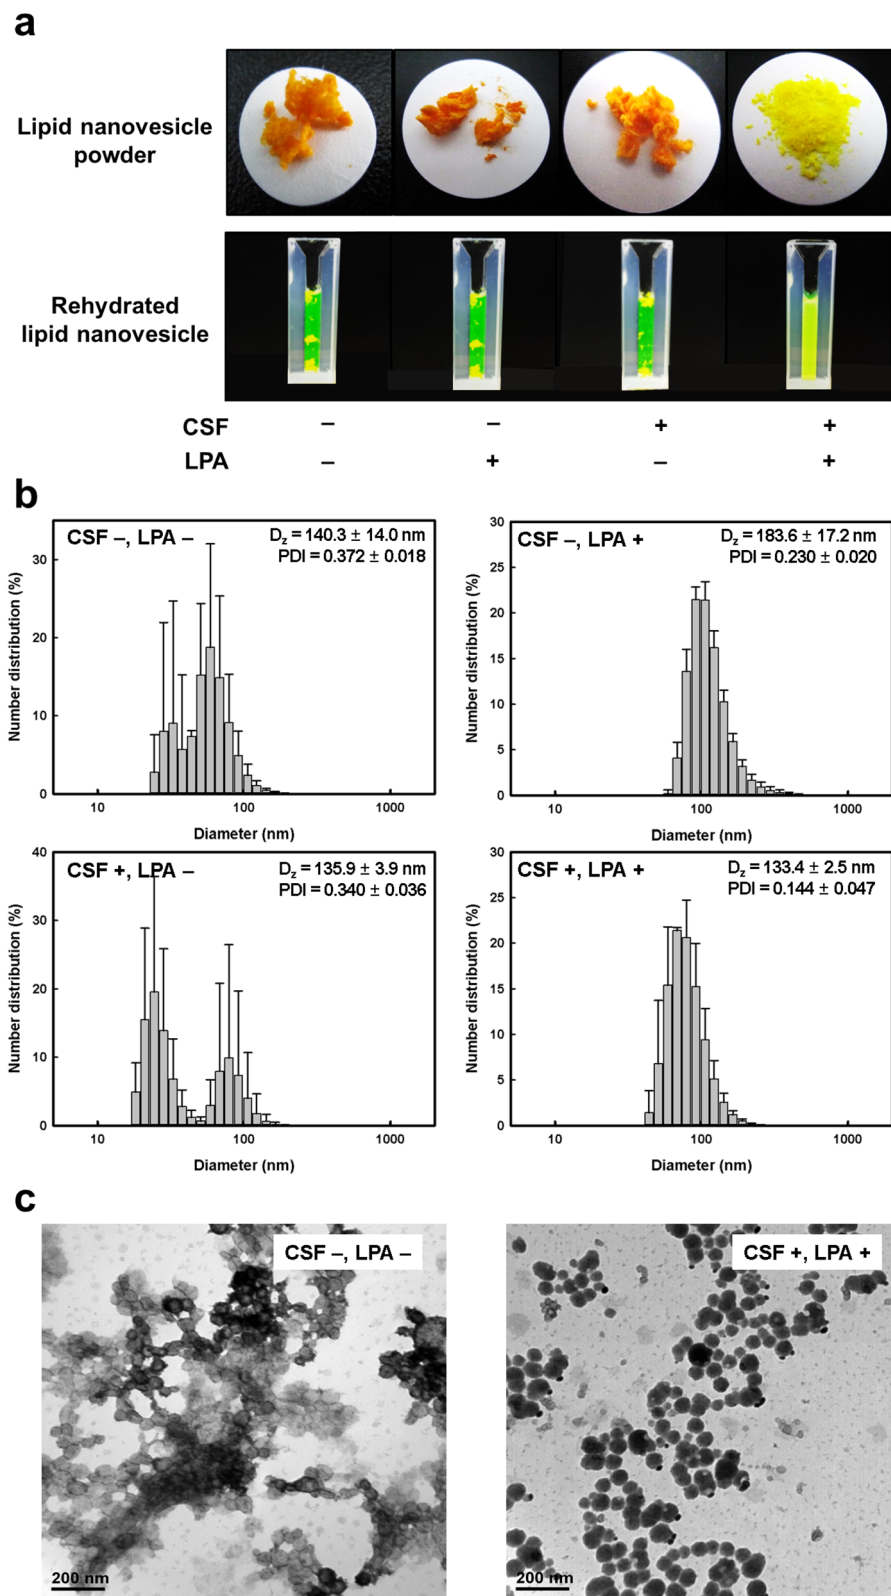 a
Lipid nanovesicle
powder
Rehydrated
lipid nanovesicle
CSF – – + +
LPA – + – +
b
CSF –, LPA –
D_z = 140.3 ± 14.0 nm
PDI = 0.372 ± 0.018
Number distribution (%)
30
20
10
0
10 100 1000
Diameter (nm)
CSF –, LPA +
D_z = 183.6 ± 17.2 nm
PDI = 0.230 ± 0.020
Number distribution (%)
30
25
20
15
10
5
0
10 100 1000
Diameter (nm)
CSF +, LPA –
D_z = 135.9 ± 3.9 nm
PDI = 0.340 ± 0.036
Number distribution (%)
40
30
20
10
0
10 100 1000
Diameter (nm)
CSF +, LPA +
D_z = 133.4 ± 2.5 nm
PDI = 0.144 ± 0.047
Number distribution (%)
30
25
20
15
10
5
0
10 100 1000
Diameter (nm)
c
CSF –, LPA –
200 nm
CSF +, LPA +
200 nm